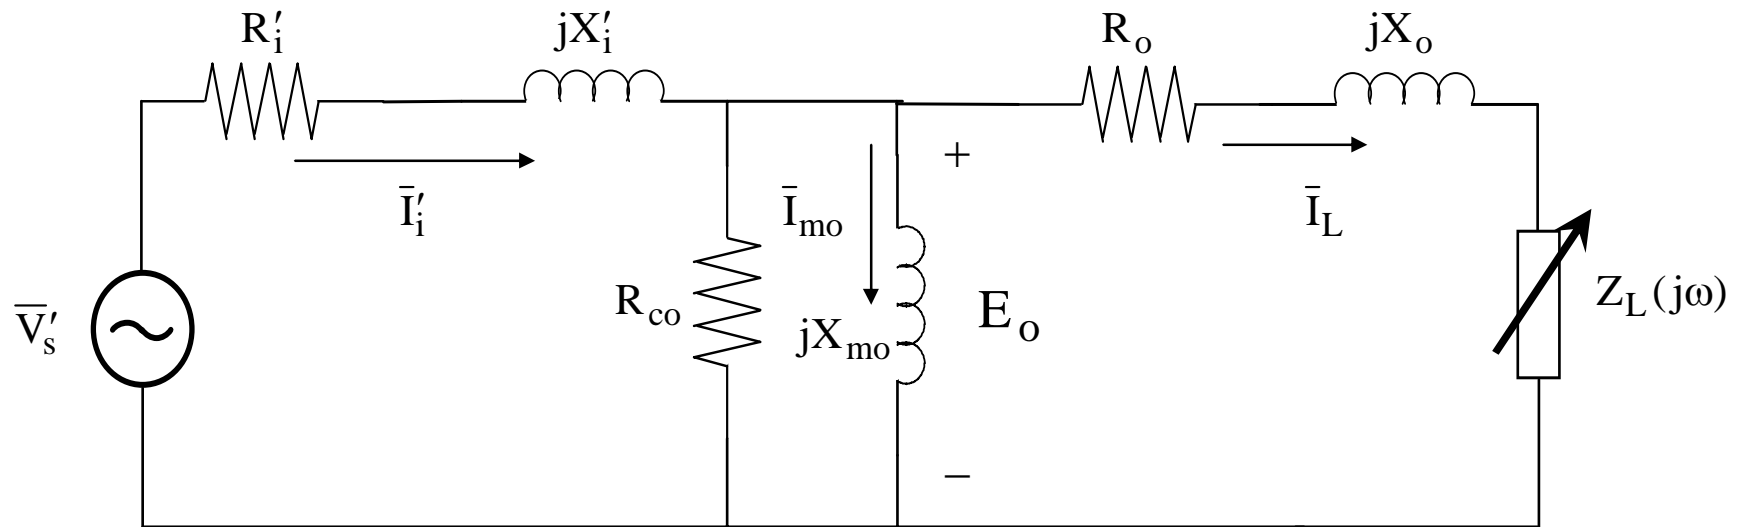 R′i
jX′i
Ro
jXo
+
Ī′i
Īmo
ĪL
V̅′s
Rco
jXmo
Eo
ZL(jω)
−